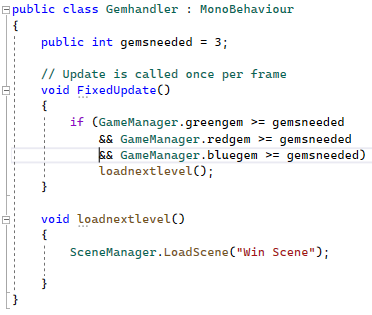 public class Gemhandler : MonoBehaviour
{
    public int gemsneeded = 3;

    // Update is called once per frame
    void FixedUpdate()
    {
        if (GameManager.greengem >= gemsneeded
            && GameManager.redgem >= gemsneeded
            && GameManager.bluegem >= gemsneeded)
            loadnextlevel();
    }

    void loadnextlevel()
    {
        SceneManager.LoadScene("Win Scene");

    }
}